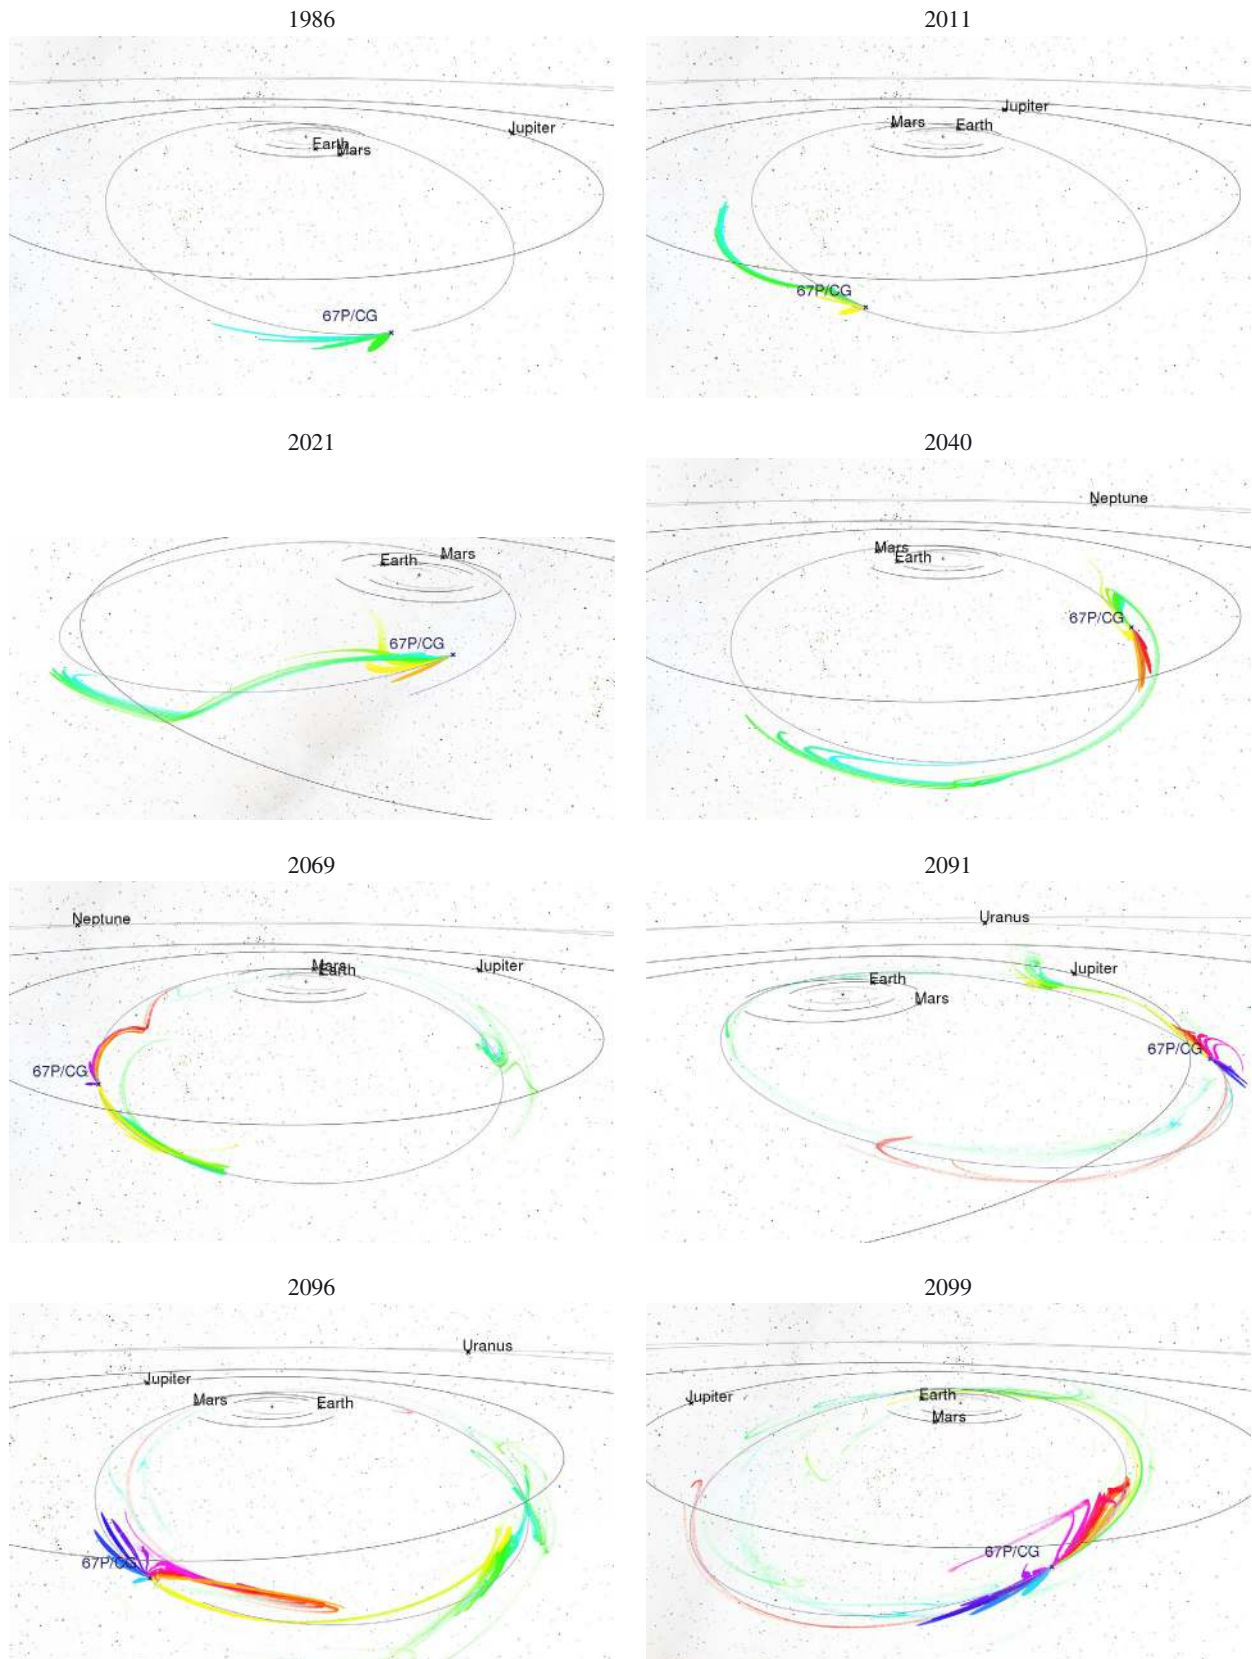 1986
2011
Jupiter
Earth
Mars
67P/CG
Jupiter
Mars
Earth
67P/CG
2021
2040
Mars
Earth
67P/CG
Neptune
Mars
Earth
67P/CG
2069
2091
Neptune
Mars
Earth
Jupiter
67P/CG
Uranus
Jupiter
Earth
Mars
67P/CG
2096
2099
Uranus
Jupiter
Mars
Earth
67P/CG
Earth
Jupiter
Mars
67P/CG